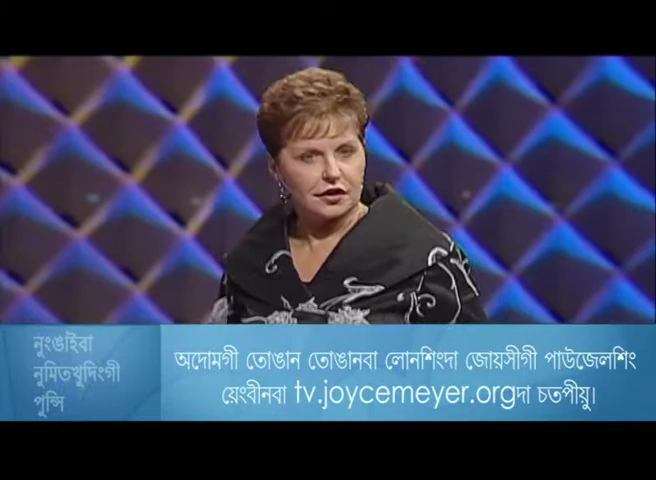 নুংঙাইবা
নুমিতখুদিংগী
পুন্সি
অদোমগী তোঙান তোঙানবা লোনশিংদা জোয়সীগী পাউজেলশিং
য়েংবীনবা tv.joycemeyer.orgদা চতপীয়ু।